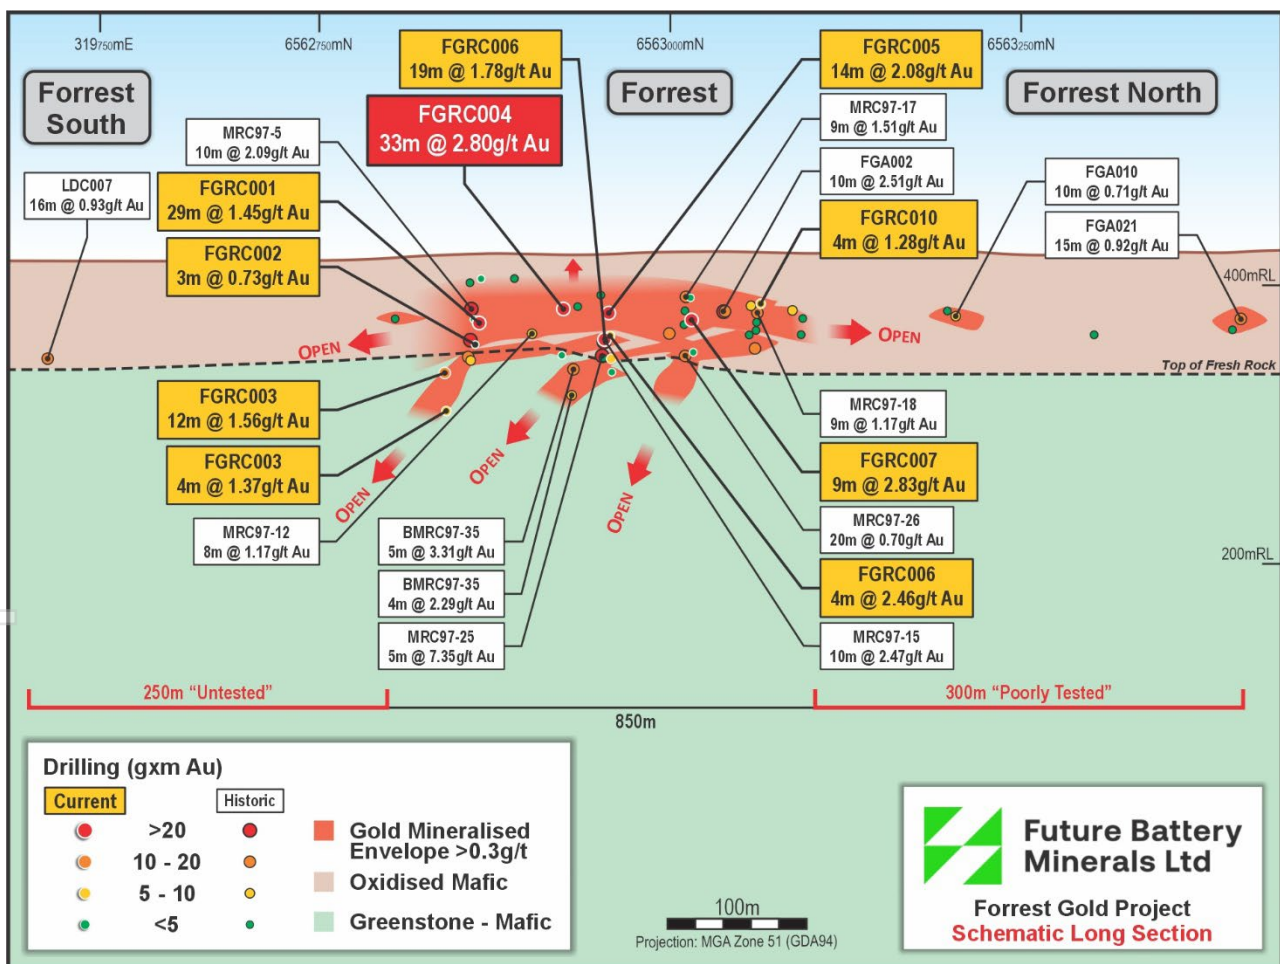 319750mE
6562750mN
6563000mN
6563250mN
Forrest
South
Forrest
Forrest North
FGRC006
19m @ 1.78g/t Au
FGRC005
14m @ 2.08g/t Au
FGRC004
33m @ 2.80g/t Au
MRC97-5
10m @ 2.09g/t Au
MRC97-17
9m @ 1.51g/t Au
LDC007
16m @ 0.93g/t Au
FGRC001
29m @ 1.45g/t Au
FGA002
10m @ 2.51g/t Au
FGA010
10m @ 0.71g/t Au
FGRC002
3m @ 0.73g/t Au
FGRC010
4m @ 1.28g/t Au
FGA021
15m @ 0.92g/t Au
400mRL
OPEN
OPEN
Top of Fresh Rock
FGRC003
12m @ 1.56g/t Au
MRC97-18
9m @ 1.17g/t Au
FGRC003
4m @ 1.37g/t Au
OPEN
OPEN
OPEN
FGRC007
9m @ 2.83g/t Au
MRC97-12
8m @ 1.17g/t Au
BMRC97-35
5m @ 3.31g/t Au
MRC97-26
20m @ 0.70g/t Au
200mRL
BMRC97-35
4m @ 2.29g/t Au
FGRC006
4m @ 2.46g/t Au
MRC97-25
5m @ 7.35g/t Au
MRC97-15
10m @ 2.47g/t Au
250m “Untested”
300m “Poorly Tested”
850m
Drilling (gxm Au)
Current
Historic
>20
10 - 20
5 - 10
<5
Gold Mineralised
Envelope >0.3g/t
Oxidised Mafic
Greenstone - Mafic
100m
Projection: MGA Zone 51 (GDA94)
Future Battery
Minerals Ltd
Forrest Gold Project
Schematic Long Section